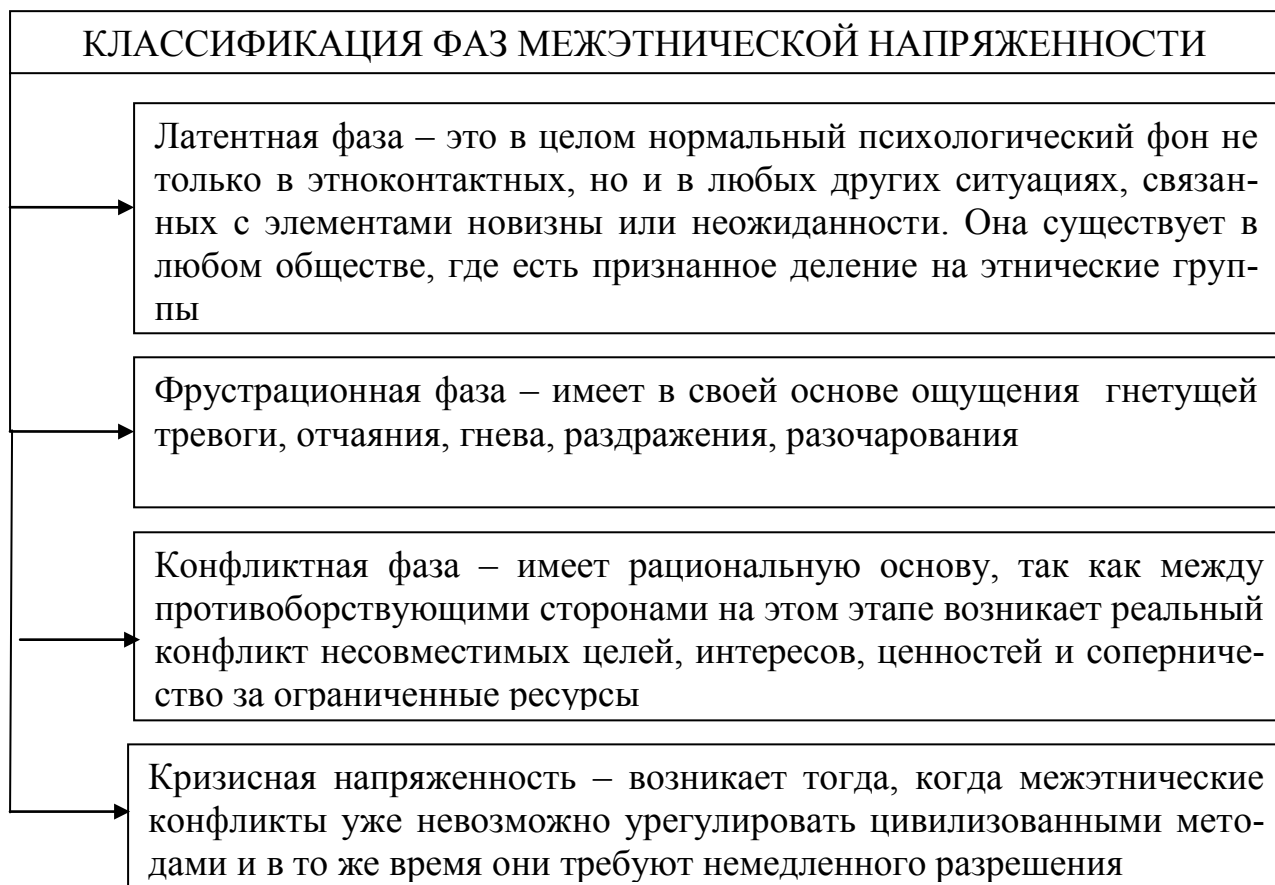 КЛАССИФИКАЦИЯ ФАЗ МЕЖЭТНИЧЕСКОЙ НАПРЯЖЕННОСТИ
Латентная фаза – это в целом нормальный психологический фон не
только в этноконтактных, но и в любых других ситуациях, связан-
ных с элементами новизны или неожиданности. Она существует в
любом обществе, где есть признанное деление на этнические груп-
пы
Фрустрационная фаза – имеет в своей основе ощущения гнетущей
тревоги, отчаяния, гнева, раздражения, разочарования
Конфликтная фаза – имеет рациональную основу, так как между
противоборствующими сторонами на этом этапе возникает реальный
конфликт несовместимых целей, интересов, ценностей и соперниче-
ство за ограниченные ресурсы
Кризисная напряженность – возникает тогда, когда межэтнические
конфликты уже невозможно урегулировать цивилизованными мето-
дами и в то же время они требуют немедленного разрешения